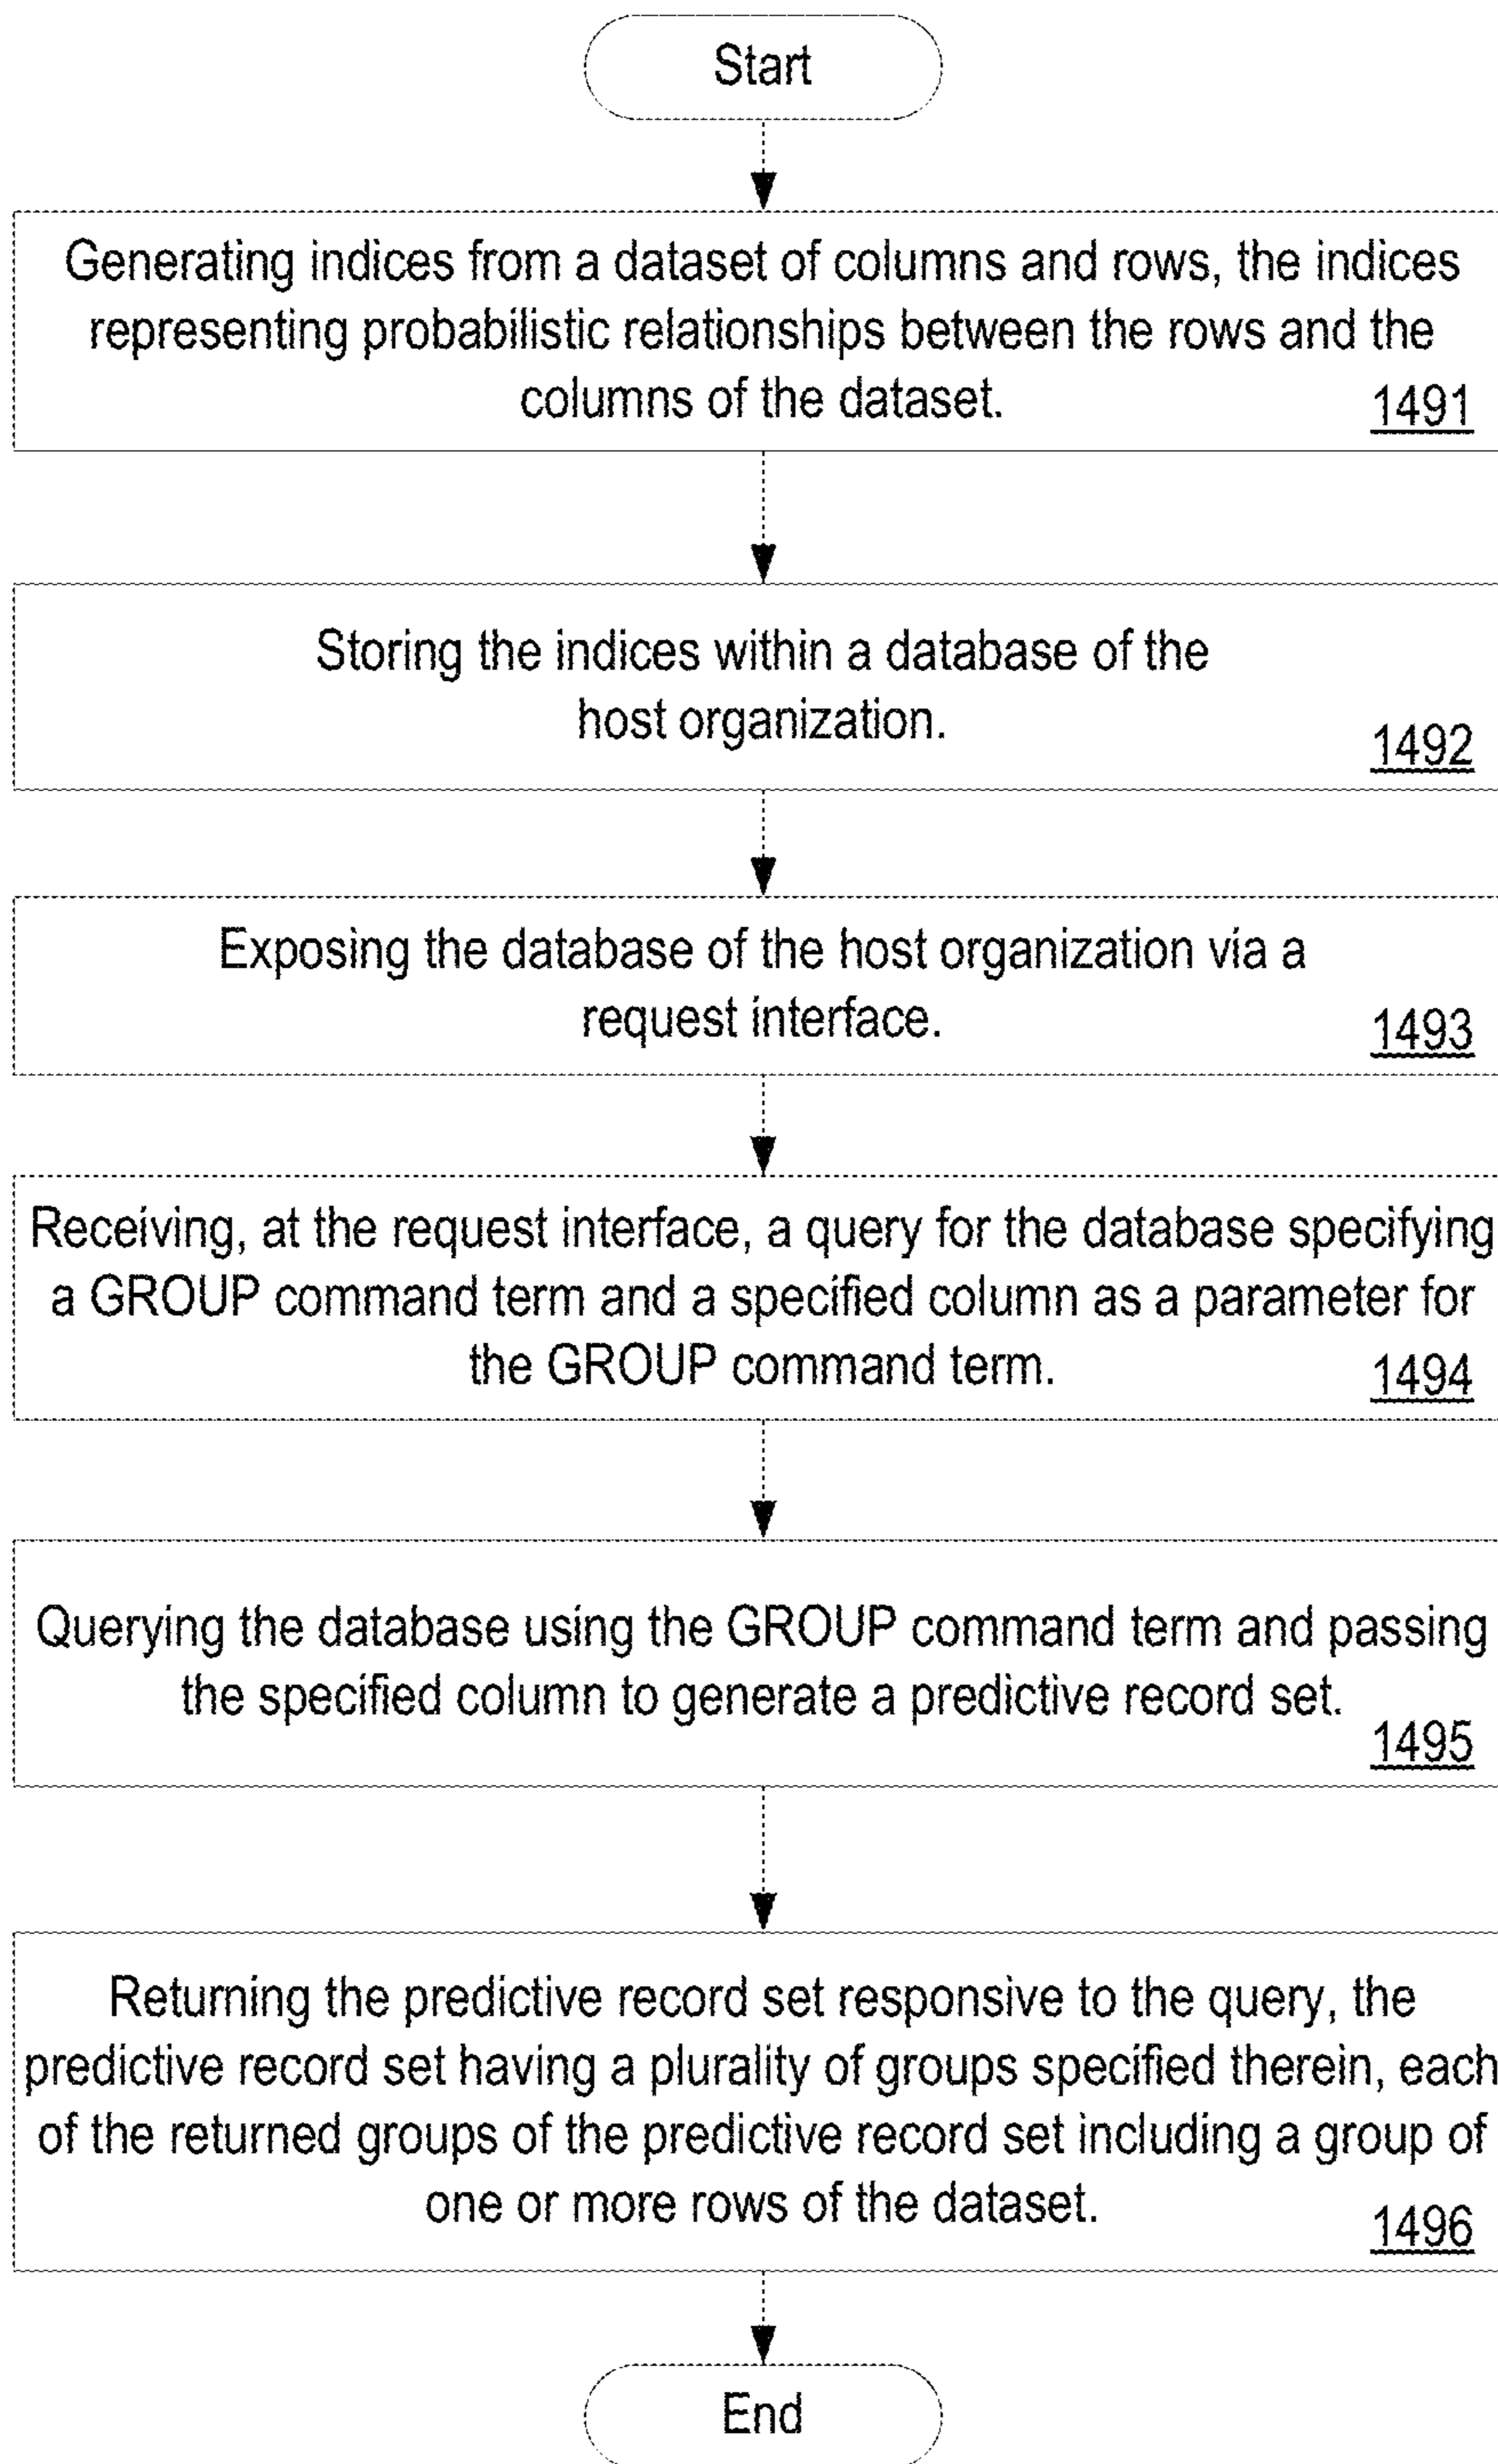 Start
Generating indices from a dataset of columns and rows, the indices
representing probabilistic relationships between the rows and the
columns of the dataset.
1491
Storing the indices within a database of the
host organization.
1492
Exposing the database of the host organization via a
request interface.
1493
Receiving, at the request interface, a query for the database specifying
a GROUP command term and a specified column as a parameter for
the GROUP command term.
1494
Querying the database using the GROUP command term and passing
the specified column to generate a predictive record set.
1495
Returning the predictive record set responsive to the query, the
predictive record set having a plurality of groups specified therein, each
of the returned groups of the predictive record set including a group of
one or more rows of the dataset.
1496
End